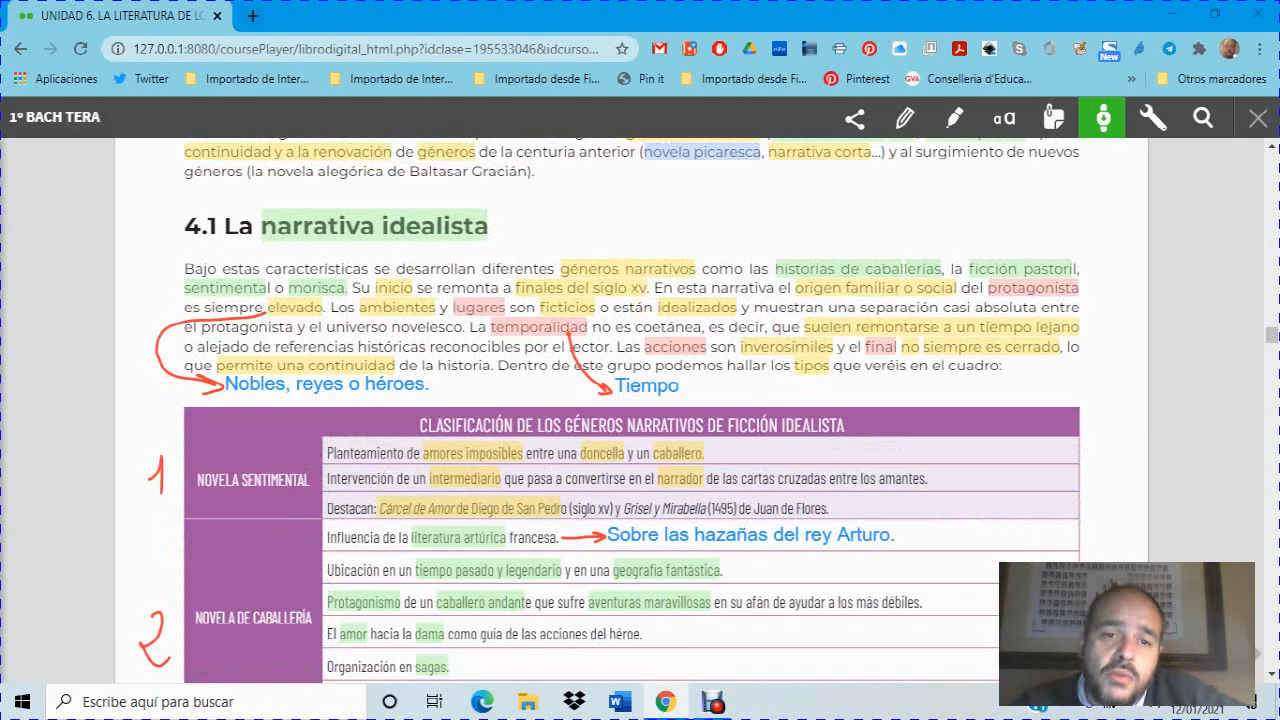 UNIDAD 6. LA LITERATURA DE LO
127.0.0.1:8080/coursePlayer/librodigital_html.php?idclase=195533046&idcurso...
New
Aplicaciones Twitter Importado de Inter... Importado de Inter... Importado desde Fi... Pin it Importado desde Fi... Pinterest GVA Conselleria d'Educa... » Otros marcadores
1º BACH TERA
aA
continuidad y a la renovación de géneros de la centuria anterior (novela picaresca, narrativa corta...) y al surgimiento de nuevos
géneros (la novela alegórica de Baltasar Gracián).
4.1 La narrativa idealista
Bajo estas características se desarrollan diferentes géneros narrativos como las historias de caballerías, la ficción pastoril,
sentimental o morisca. Su inicio se remonta a finales del siglo XV. En esta narrativa el origen familiar o social del protagonista
es siempre elevado. Los ambientes y lugares son ficticios o están idealizados y muestran una separación casi absoluta entre
el protagonista y el universo novelesco. La temporalidad no es coetánea, es decir, que suelen remontarse a un tiempo lejano
o alejado de referencias históricas reconocibles por el lector. Las acciones son inverosímiles y el final no siempre es cerrado, lo
que permite una continuidad de la historia. Dentro de este grupo podemos hallar los tipos que veréis en el cuadro:
Nobles, reyes o héroes.
Tiempo
CLASIFICACIÓN DE LOS GÉNEROS NARRATIVOS DE FICCIÓN IDEALISTA
1
NOVELA SENTIMENTAL
Planteamiento de amores imposibles entre una doncella y un caballero.
Intervención de un intermediario que pasa a convertirse en el narrador de las cartas cruzadas entre los amantes.
Destacan: Cárcel de Amor de Diego de San Pedro (siglo XV) y Grisel y Mirabella (1495) de Juan de Flores.
2
NOVELA DE CABALLERÍA
Influencia de la literatura artúrica francesa.
Sobre las hazañas del rey Arturo.
Ubicación en un tiempo pasado y legendario y en una geografía fantástica.
Protagonismo de un caballero andante que sufre aventuras maravillosas en su afán de ayudar a los más débiles.
El amor hacia la dama como guía de las acciones del héroe.
Organización en sagas.
Escribe aquí para buscar
12/01/2021